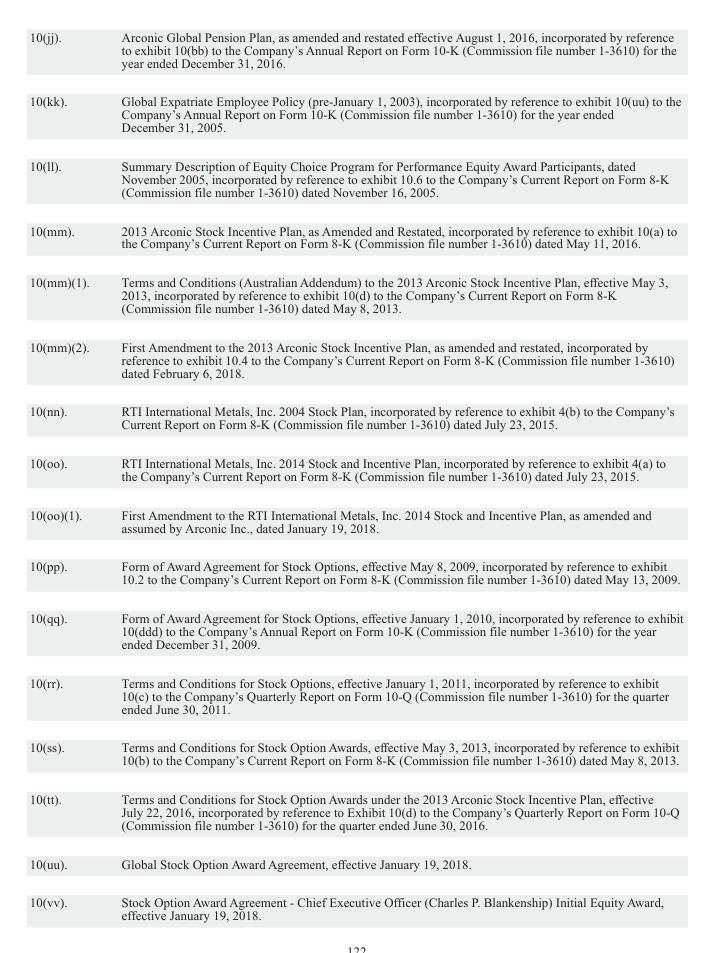 10(jj). Arconic Global Pension Plan, as amended and restated effective August 1, 2016, incorporated by reference
to exhibit 10(bb) to the Company’s Annual Report on Form 10-K (Commission file number 1-3610) for the
year ended December 31, 2016.
10(kk). Global Expatriate Employee Policy (pre-January 1, 2003), incorporated by reference to exhibit 10(uu) to the
Company’s Annual Report on Form 10-K (Commission file number 1-3610) for the year ended
December 31, 2005.
10(ll). Summary Description of Equity Choice Program for Performance Equity Award Participants, dated
November 2005, incorporated by reference to exhibit 10.6 to the Company’s Current Report on Form 8-K
(Commission file number 1-3610) dated November 16, 2005.
10(mm). 2013 Arconic Stock Incentive Plan, as Amended and Restated, incorporated by reference to exhibit 10(a) to
the Company’s Current Report on Form 8-K (Commission file number 1-3610) dated May 11, 2016.
10(mm)(1). Terms and Conditions (Australian Addendum) to the 2013 Arconic Stock Incentive Plan, effective May 3,
2013, incorporated by reference to exhibit 10(d) to the Company’s Current Report on Form 8-K
(Commission file number 1-3610) dated May 8, 2013.
10(mm)(2). First Amendment to the 2013 Arconic Stock Incentive Plan, as amended and restated, incorporated by
reference to exhibit 10.4 to the Company’s Current Report on Form 8-K (Commission file number 1-3610)
dated February 6, 2018.
10(nn). RTI International Metals, Inc. 2004 Stock Plan, incorporated by reference to exhibit 4(b) to the Company’s
Current Report on Form 8-K (Commission file number 1-3610) dated July 23, 2015.
10(oo). RTI International Metals, Inc. 2014 Stock and Incentive Plan, incorporated by reference to exhibit 4(a) to
the Company’s Current Report on Form 8-K (Commission file number 1-3610) dated July 23, 2015.
10(oo)(1). First Amendment to the RTI International Metals, Inc. 2014 Stock and Incentive Plan, as amended and
assumed by Arconic Inc., dated January 19, 2018.
10(pp). Form of Award Agreement for Stock Options, effective May 8, 2009, incorporated by reference to exhibit
10.2 to the Company’s Current Report on Form 8-K (Commission file number 1-3610) dated May 13, 2009.
10(qq). Form of Award Agreement for Stock Options, effective January 1, 2010, incorporated by reference to exhibit
10(ddd) to the Company’s Annual Report on Form 10-K (Commission file number 1-3610) for the year
ended December 31, 2009.
10(rr). Terms and Conditions for Stock Options, effective January 1, 2011, incorporated by reference to exhibit
10(c) to the Company’s Quarterly Report on Form 10-Q (Commission file number 1-3610) for the quarter
ended June 30, 2011.
10(ss). Terms and Conditions for Stock Option Awards, effective May 3, 2013, incorporated by reference to exhibit
10(b) to the Company’s Current Report on Form 8-K (Commission file number 1-3610) dated May 8, 2013.
10(tt). Terms and Conditions for Stock Option Awards under the 2013 Arconic Stock Incentive Plan, effective
July 22, 2016, incorporated by reference to Exhibit 10(d) to the Company’s Quarterly Report on Form 10-Q
(Commission file number 1-3610) for the quarter ended June 30, 2016.
10(uu). Global Stock Option Award Agreement, effective January 19, 2018.
10(vv). Stock Option Award Agreement - Chief Executive Officer (Charles P. Blankenship) Initial Equity Award,
effective January 19, 2018.
122